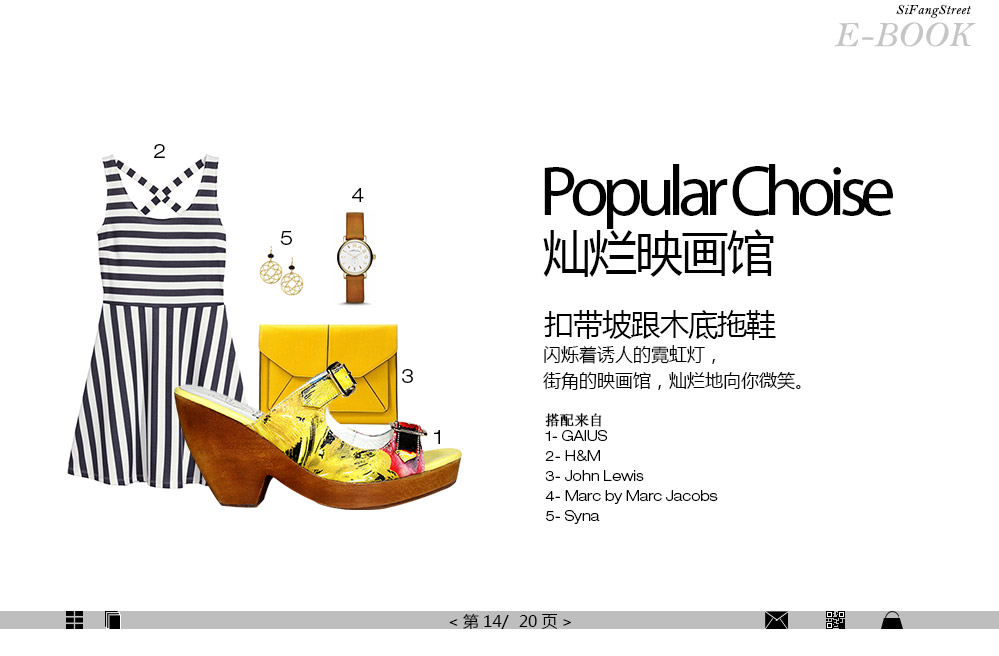 SiFangStreet
E-BOOK
2
4
5
3
1
Popular Choise
灿烂映画馆
扣带坡跟木底拖鞋
闪烁着诱人的霓虹灯，
街角的映画馆，灿烂地向你微笑。
搭配来自
1- GAIUS
2- H&M
3- John Lewis
4- Marc by Marc Jacobs
5- Syna
< 第 14/ 20 页 >